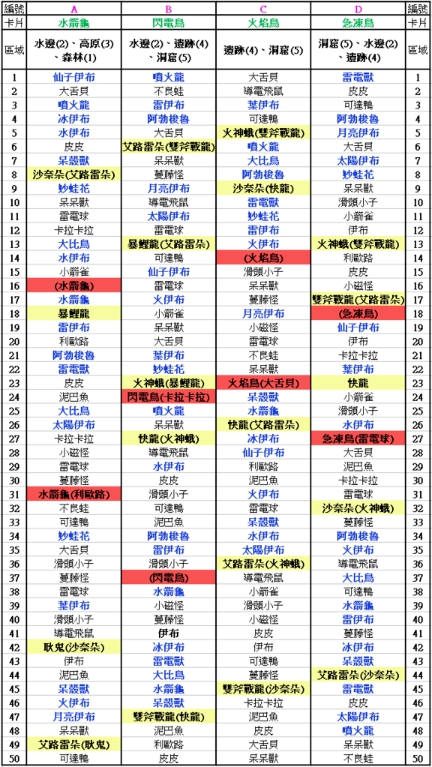 編號 A B C D 編號
卡片 水箭龜 閃電鳥 火焰鳥 急凍鳥 卡片
區域 水邊(2)、高原(3)、森林(1) 水邊(2)、遺跡(4)、洞窟(5) 遺跡(4)、洞窟(5) 洞窟(5)、水邊(2)、遺跡(4) 區域
1 仙子伊布 噴火龍 大舌貝 雷電獸 1
2 大舌貝 不良蛙 導電飛鼠 皮皮 2
3 噴火龍 雷伊布 葉伊布 可達鴨 3
4 冰伊布 阿勃梭魯 可達鴨 阿勃梭魯 4
5 水伊布 大舌貝 火神蛾(雙斧戰龍) 月亮伊布 5
6 皮皮 艾路雷朵(雙斧戰龍) 噴火龍 大舌貝 6
7 呆殼獸 呆呆獸 大比鳥 太陽伊布 7
8 沙奈朵(艾路雷朵) 蔓藤怪 阿勃梭魯 妙蛙花 8
9 妙蛙花 月亮伊布 沙奈朵(快龍) 呆呆獸 9
10 呆呆獸 導電飛鼠 雷電獸 滑頭小子 10
11 雷電球 太陽伊布 妙蛙花 小箭雀 11
12 卡拉卡拉 雷電球 雷伊布 伊布 12
13 大比鳥 暴鯉龍(艾路雷朵) 火伊布 火神蛾(雙斧戰龍) 13
14 水伊布 可達鴨 (火焰鳥) 利歐路 14
15 小箭雀 仙子伊布 滑頭小子 皮皮 15
16 (水箭龜) 雷電球 呆呆獸 小磁怪 16
17 水箭龜 火伊布 蔓藤怪 雙斧戰龍(艾路雷朵) 17
18 暴鯉龍 小箭雀 月亮伊布 (急凍鳥) 18
19 雷伊布 呆呆獸 小磁怪 仙子伊布 19
20 利歐路 大舌貝 雷電球 伊布 20
21 阿勃梭魯 葉伊布 不良蛙 卡拉卡拉 21
22 雷電獸 妙蛙花 呆呆獸 葉伊布 22
23 皮皮 火神蛾(暴鯉龍) 火焰鳥(大舌貝) 快龍 23
24 泥巴魚 閃電鳥(卡拉卡拉) 呆殼獸 小箭雀 24
25 大比鳥 噴火龍 水箭龜 滑頭小子 25
26 太陽伊布 呆呆獸 快龍(艾路雷朵) 水伊布 26
27 卡拉卡拉 快龍(火神蛾) 冰伊布 急凍鳥(雷電球) 27
28 小磁怪 導電飛鼠 仙子伊布 大舌貝 28
29 雷電球 水伊布 利歐路 泥巴魚 29
30 蔓藤怪 皮皮 泥巴魚 卡拉卡拉 30
31 水箭龜(利歐路) 滑頭小子 火伊布 雷電球 31
32 不良蛙 可達鴨 雷電球 沙奈朵(火神蛾) 32
33 可達鴨 泥巴魚 呆殼獸 蔓藤怪 33
34 妙蛙花 阿勃梭魯 水伊布 阿勃梭魯 34
35 大舌貝 雷伊布 太陽伊布 火伊布 35
36 滑頭小子 滑頭小子 艾路雷朵(火神蛾) 導電飛鼠 36
37 蔓藤怪 (閃電鳥) 導電飛鼠 大比鳥 37
38 雷電球 水箭龜 小箭雀 可達鴨 38
39 葉伊布 小磁怪 滑頭小子 水箭龜 39
40 滑頭小子 蔓藤怪 小磁怪 雷伊布 40
41 導電飛鼠 伊布 皮皮 蔓藤怪 41
42 耿鬼(沙奈朵) 冰伊布 伊布 冰伊布 42
43 伊布 雷電獸 可達鴨 呆殼獸 43
44 泥巴魚 大比鳥 蔓藤怪 艾路雷朵(沙奈朵) 44
45 呆殼獸 水箭龜 雙斧戰龍(沙奈朵) 雷電獸 45
46 火伊布 呆殼獸 卡拉卡拉 皮皮 46
47 月亮伊布 雙斧戰龍(快龍) 泥巴魚 太陽伊布 47
48 呆呆獸 泥巴魚 皮皮 噴火龍 48
49 艾路雷朵(耿鬼) 利歐路 大舌貝 呆呆獸 49
50 可達鴨 皮皮 呆呆獸 不良蛙 50